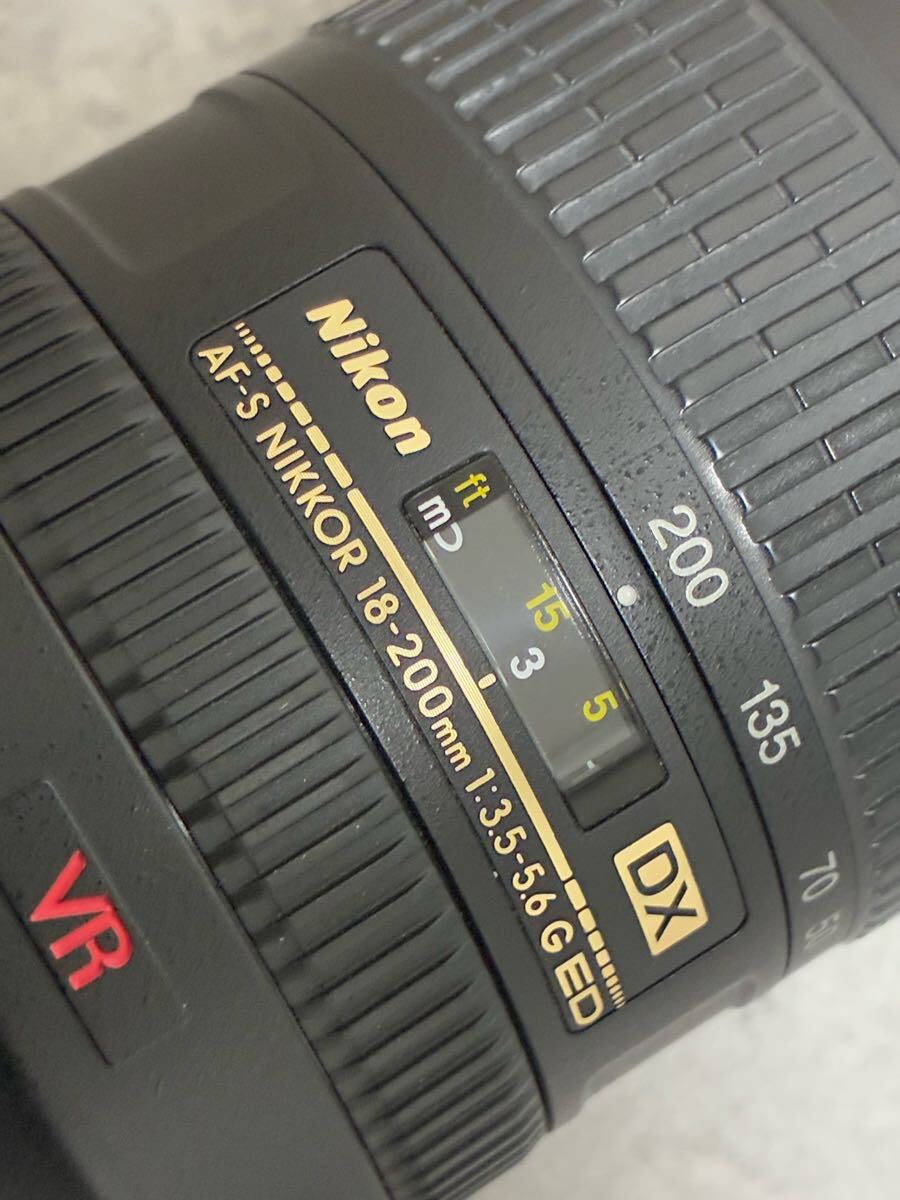 Nikon
AF-S NIKKOR 18-200mm 1:3.5-5.6 G ED
ft
m
15
3
5
DX
200
135
70
50
VR